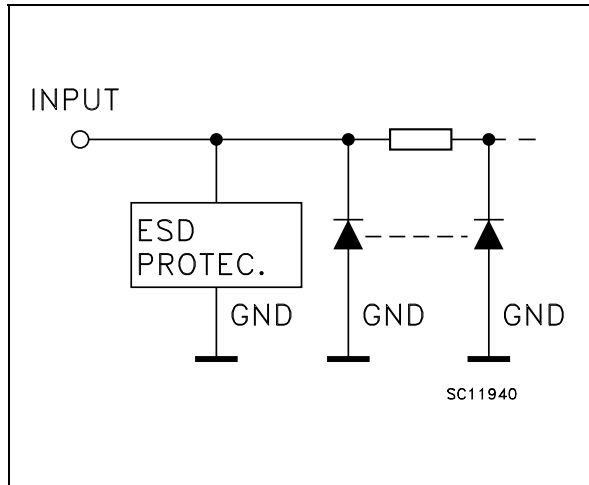 INPUT
ESD
PROTEC.
GND
GND
GND
SC11940